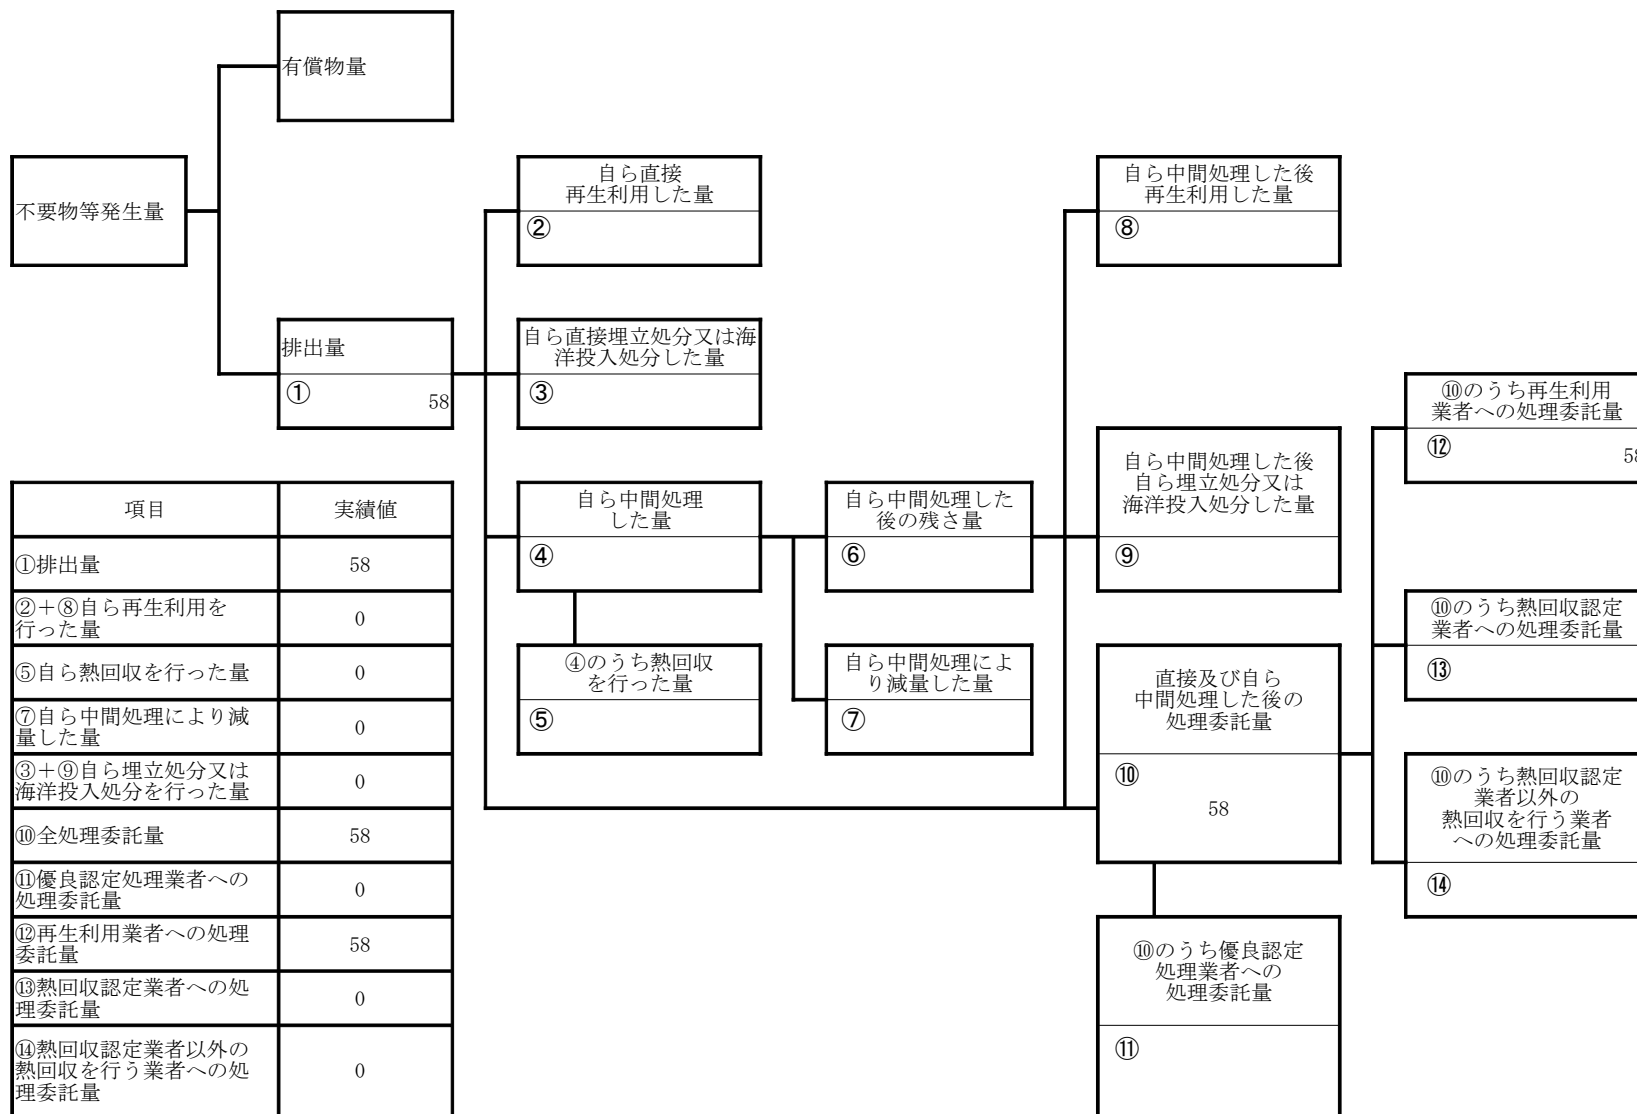 有償物量
不要物等発生量
自ら直接
再生利用した量
②
自ら中間処理した後
再生利用した量
⑧
排出量
①
58
自ら直接埋立処分又は海
洋投入処分した量
③
⑩のうち再生利用
業者への処理委託量
⑫
58
自ら中間処理
した量
④
自ら中間処理した
後の残さ量
⑥
自ら中間処理した後
自ら埋立処分又は
海洋投入処分した量
⑨
⑩のうち熱回収認定
業者への処理委託量
⑬
④のうち熱回収
を行った量
⑤
自ら中間処理によ
り減量した量
⑦
直接及び自ら
中間処理した後の
処理委託量
⑩
58
⑩のうち熱回収認定
業者以外の
熱回収を行う業者
への処理委託量
⑭
⑩のうち優良認定
処理業者への
処理委託量
⑪
項目 実績値
①排出量 58
②+⑧自ら再生利用を
行った量 0
⑤自ら熱回収を行った量 0
⑦自ら中間処理により減
量した量 0
③+⑨自ら埋立処分又は
海洋投入処分を行った量 0
⑩全処理委託量 58
⑪優良認定処理業者への
処理委託量 0
⑫再生利用業者への処理
委託量 58
⑬熱回収認定業者への処
理委託量 0
⑭熱回収認定業者以外の
熱回収を行う業者への処
理委託量 0